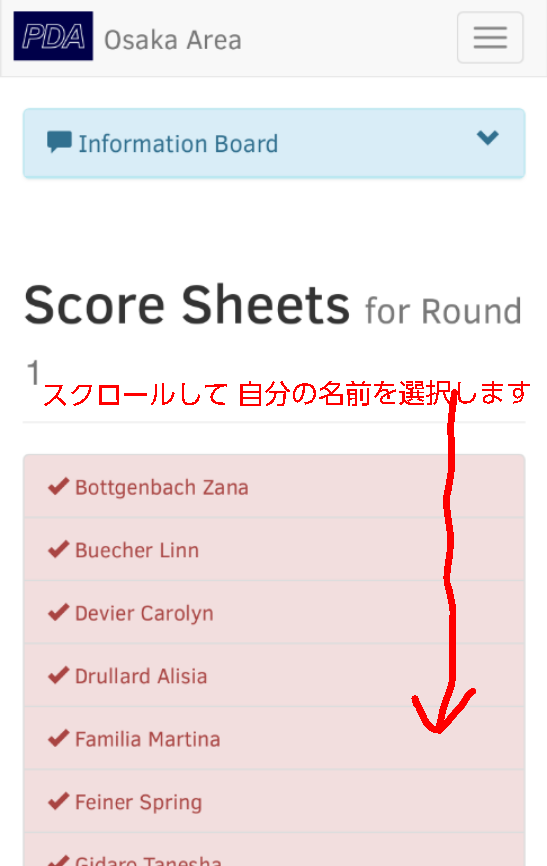 PDA Osaka Area
Information Board
Score Sheets for Round
1
スクロールして 自分の名前を選択します
Bottgenbach Zana
Buecher Linn
Devier Carolyn
Drullard Alisia
Familia Martina
Feiner Spring
Gidaro Tanesha